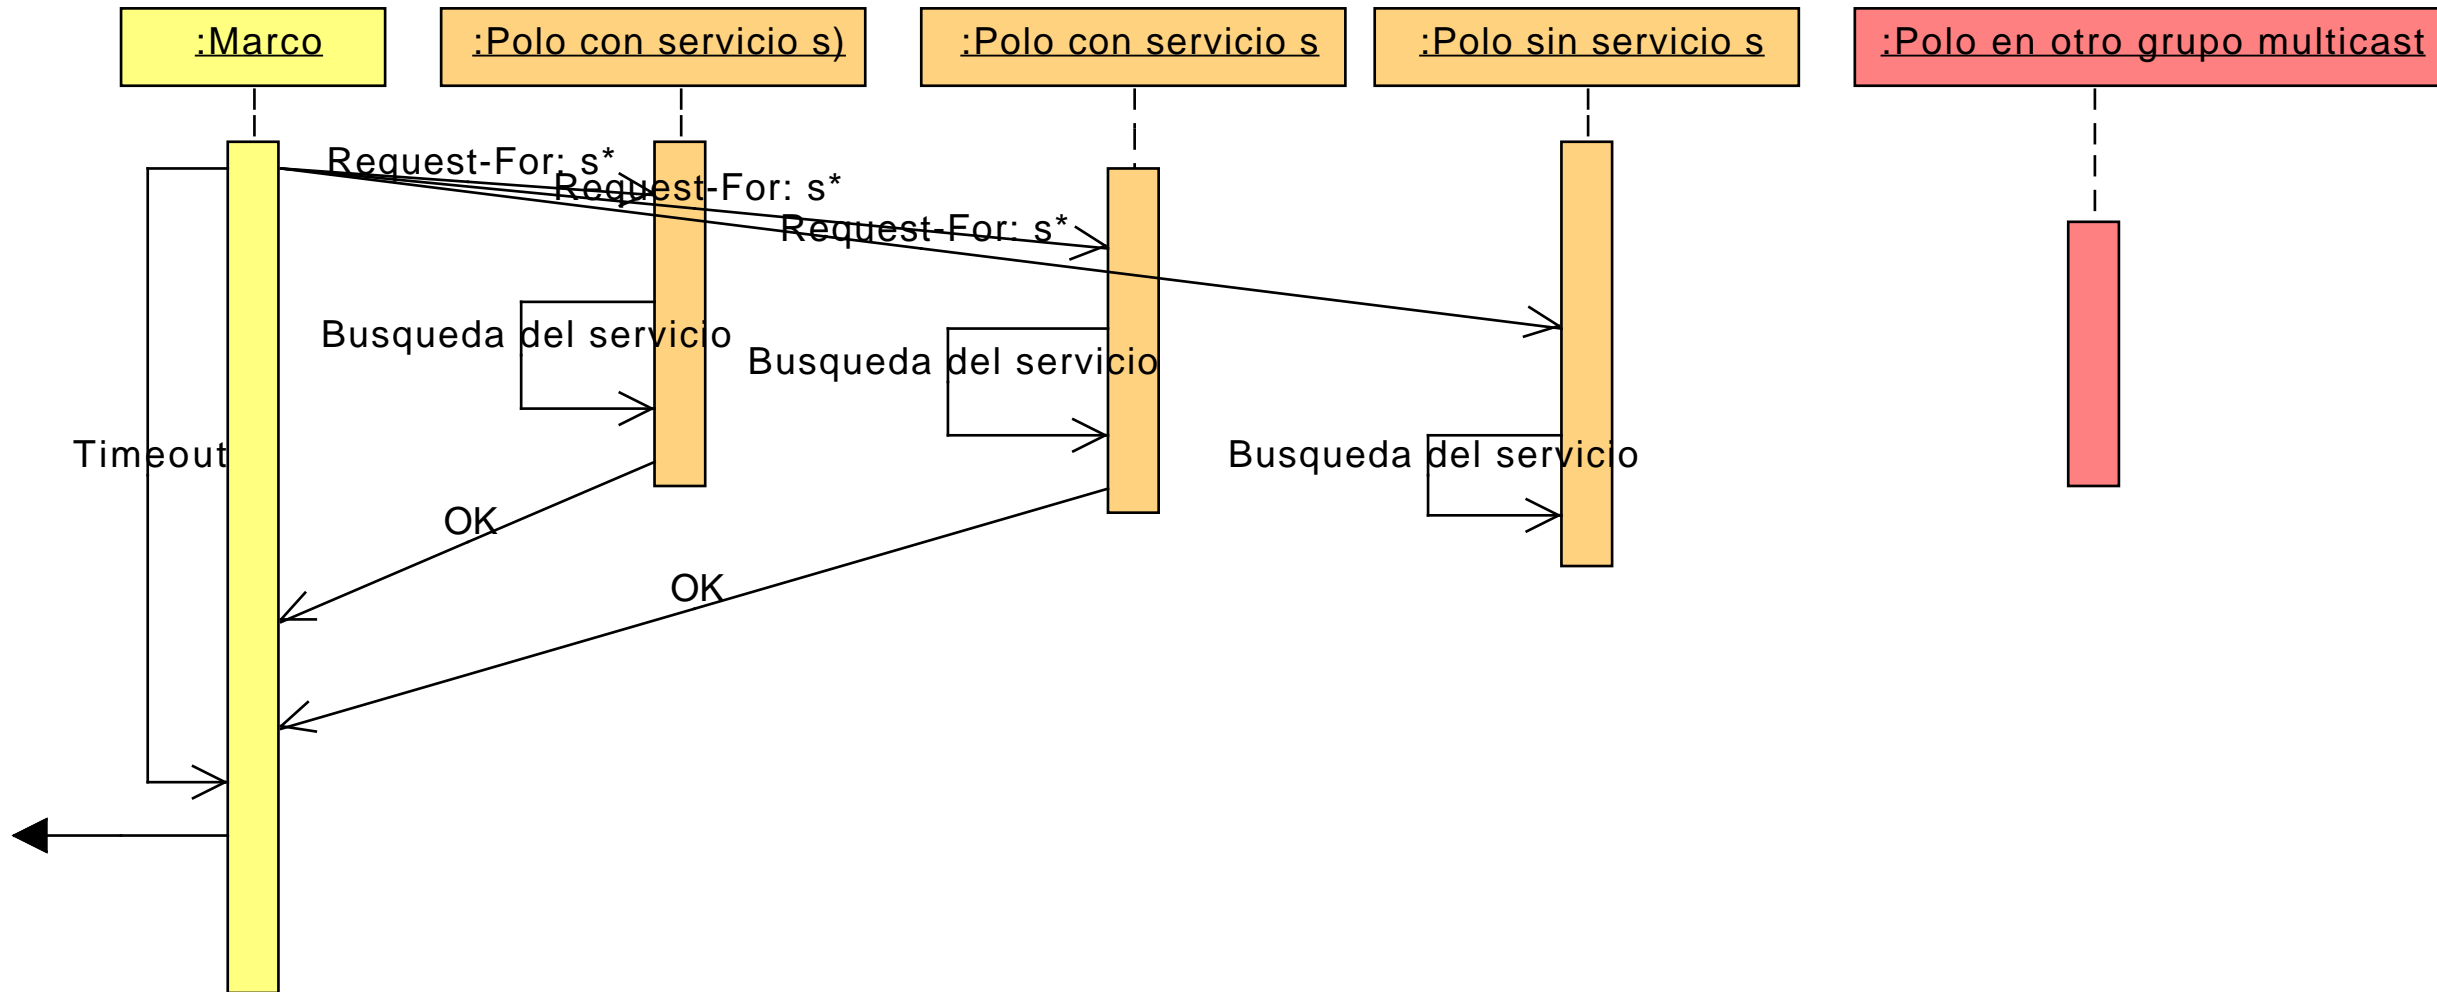 :Marco
:Polo con servicio s)
:Polo con servicio s
:Polo sin servicio s
:Polo en otro grupo multicast
Request-For: s*
Request-For: s*
Request-For: s*
Busqueda del servicio
Busqueda del servicio
Timeout
Busqueda del servicio
OK
OK